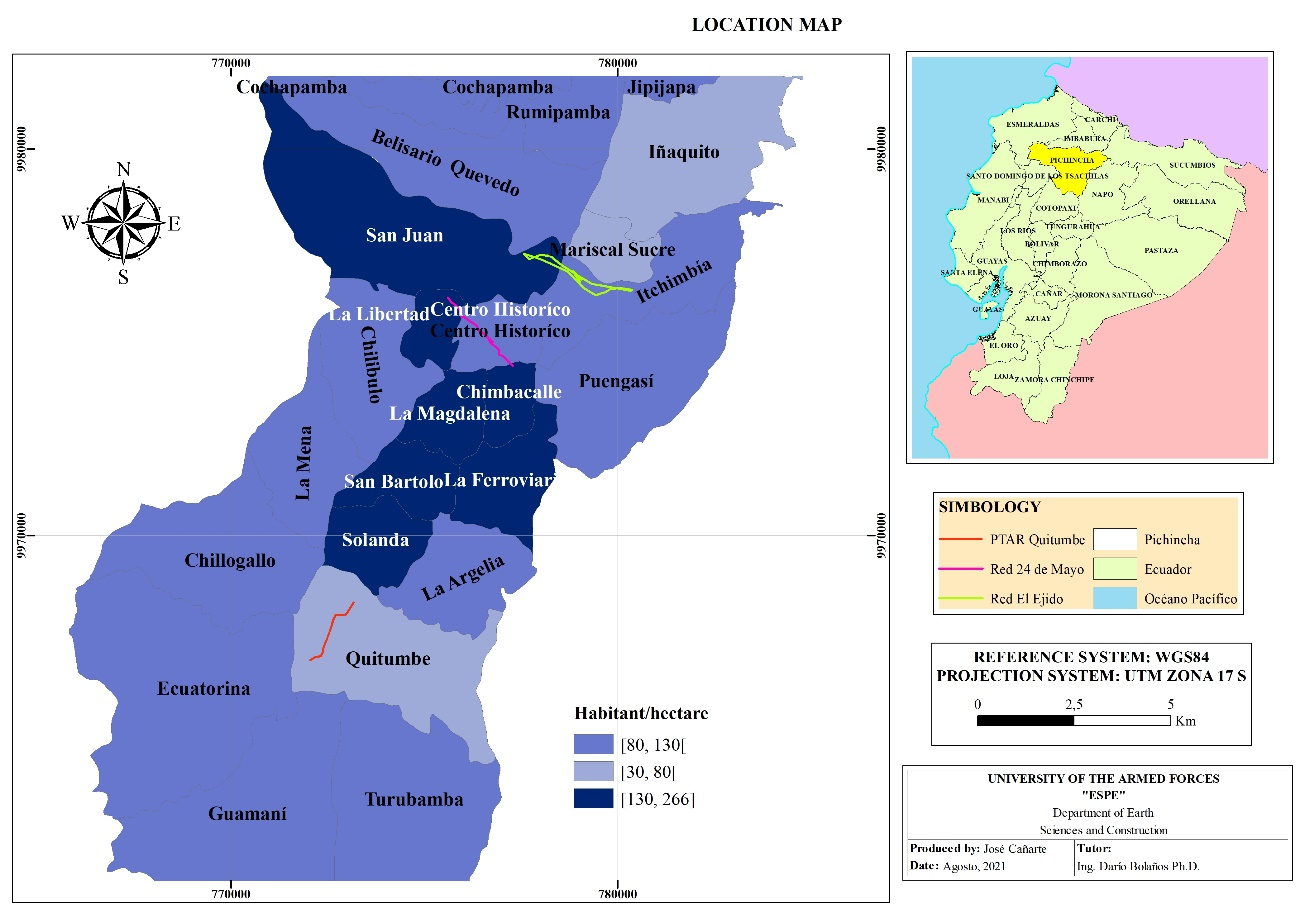 LOCATION MAP
770000
780000
Cochapamba
Cochapamba
Jipijapa
Rumipamba
9980000
9980000
Belisario Quevedo
Iñaquito
N
W
E
S
San Juan
Mariscal Sucre
Itchimbía
La Libertad
Centro Historíco
Centro Historíco
Chilibulo
Puengasí
Chimbacalle
La Magdalena
La Mena
San Bartolo
La Ferroviari
9970000
9970000
Solanda
Chillogallo
La Argelia
Quitumbe
Ecuatorina
Guamaní
Turubamba
Habitant/hectare
[80, 130[
[30, 80[
[130, 266]
770000
780000
ESMERALDAS
CARCHI
IMBABURA
PICHINCHA
SUCUMBIOS
SANTO DOMINGO DE LOS TSACHILAS
MANABI
NAPO
ORELLANA
COTOPAXI
LOS RIOS
TUNGURAHUA
BOLIVAR
PASTAZA
GUAYAS
CHIMBORAZO
SANTA ELENA
CAÑAR
MORONA SANTIAGO
GUAYAS
AZUAY
EL ORO
LOJA
ZAMORA CHINCHIPE
SIMBOLOGY
PTAR Quitumbe
Pichincha
Red 24 de Mayo
Ecuador
Red El Ejido
Océano Pacífico
REFERENCE SYSTEM: WGS84
PROJECTION SYSTEM: UTM ZONA 17 S
0 2,5 5
Km
UNIVERSITY OF THE ARMED FORCES
"ESPE"
Department of Earth
Sciences and Construction
Produced by: José Cañarte
Tutor:
Date: Agosto, 2021
Ing. Darío Bolaños Ph.D.